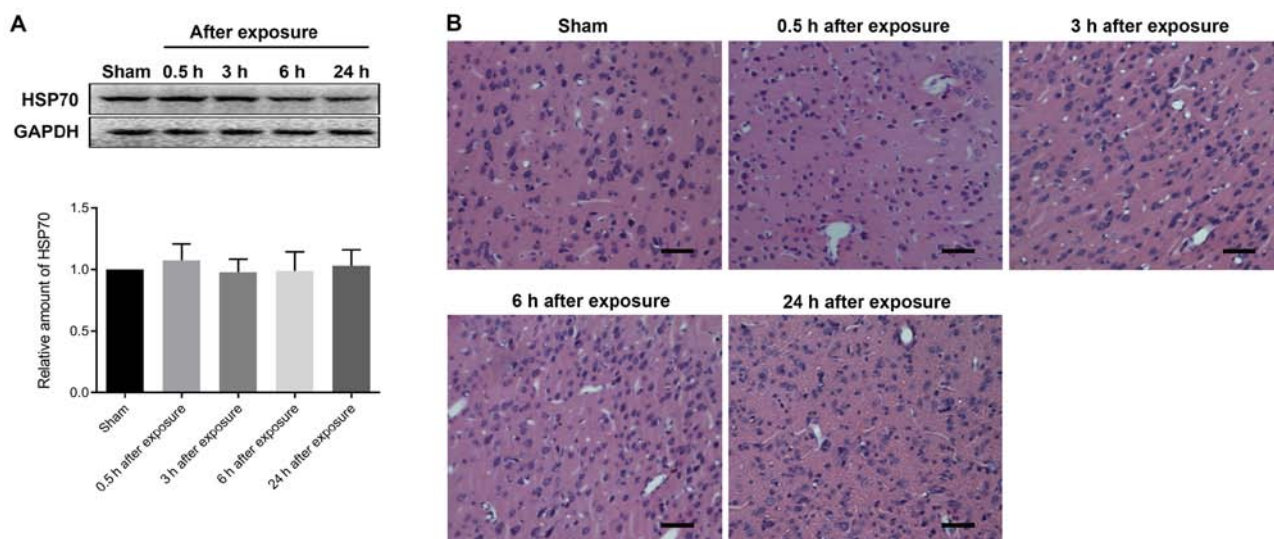 A
After exposure
Sham 0.5 h 3 h 6 h 24 h
HSP70
GAPDH
Relative amount of HSP70
1.5
1.0
0.5
0.0
Sham
0.5 h after exposure
3 h after exposure
6 h after exposure
24 h after exposure
B
Sham
0.5 h after exposure
3 h after exposure
6 h after exposure
24 h after exposure